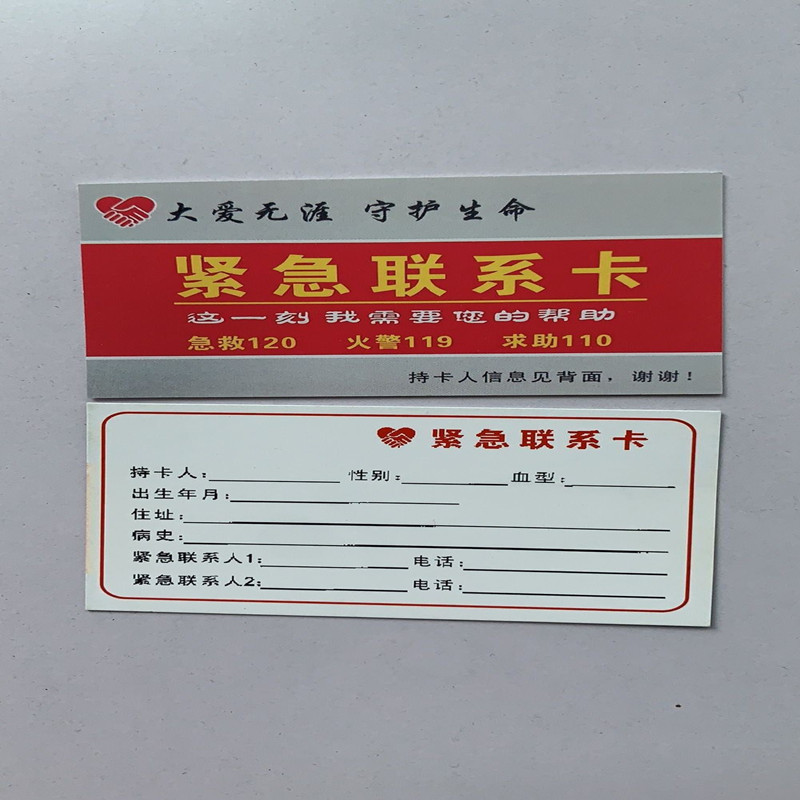 大爱无涯 守护生命
紧急联系卡
这一刻 我需要您的帮助
急救120 火警119 求助110
持卡人信息见背面，谢谢！
紧急联系卡
持卡人： 性别： 血型：
出生年月：
住址：
病史：
紧急联系人1： 电话：
紧急联系人2： 电话：